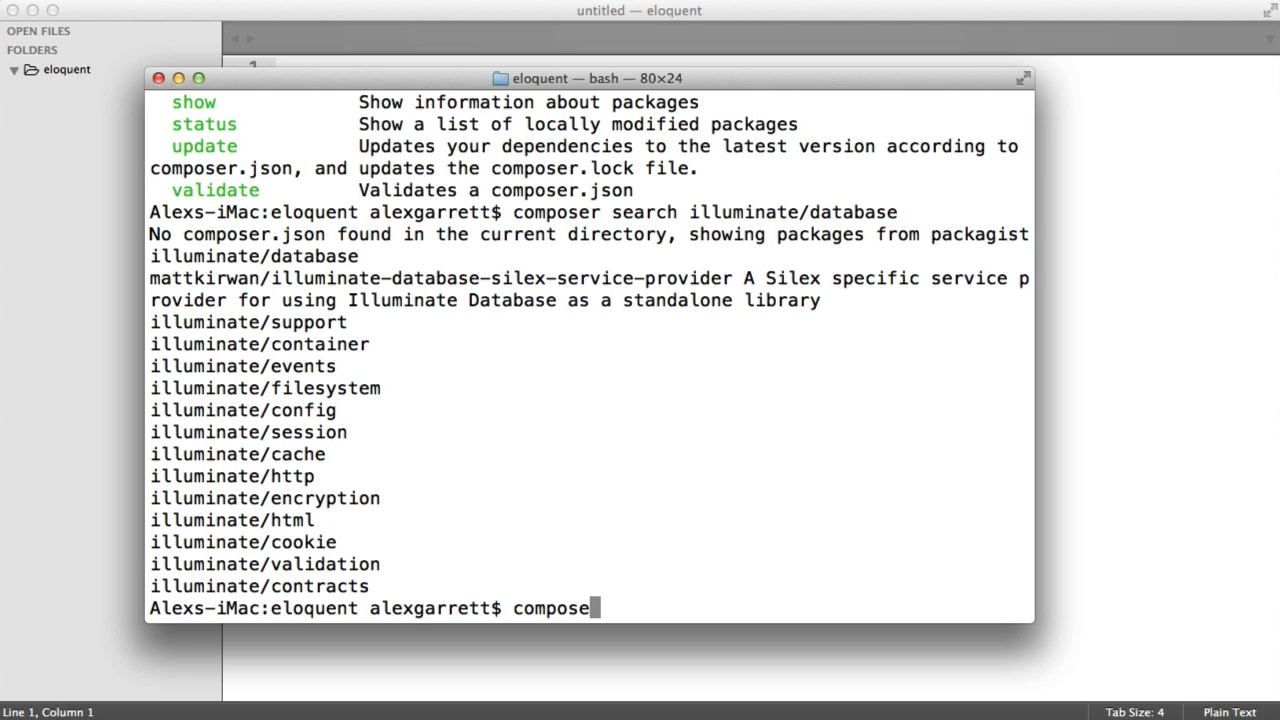 untitled — eloquent
OPEN FILES
FOLDERS
eloquent
1
eloquent — bash — 80×24
show Show information about packages
status Show a list of locally modified packages
update Updates your dependencies to the latest version according to
composer.json, and updates the composer.lock file.
validate Validates a composer.json
Alexs-iMac:eloquent alexgarrett$ composer search illuminate/database
No composer.json found in the current directory, showing packages from packagist
illuminate/database
mattkirwan/illuminate-database-silex-service-provider A Silex specific service p
rovider for using Illuminate Database as a standalone library
illuminate/support
illuminate/container
illuminate/events
illuminate/filesystem
illuminate/config
illuminate/session
illuminate/cache
illuminate/http
illuminate/encryption
illuminate/html
illuminate/cookie
illuminate/validation
illuminate/contracts
Alexs-iMac:eloquent alexgarrett$ compose
Line 1, Column 1
Tab Size: 4
Plain Text